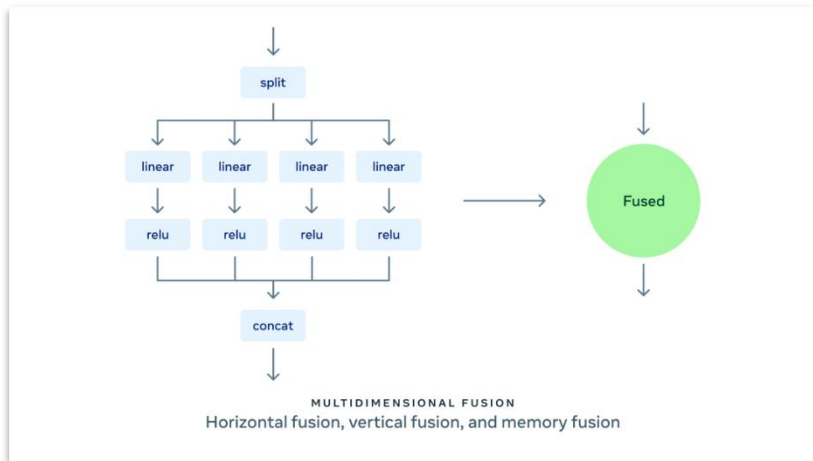 split
linear linear linear linear
Fused
relu relu relu relu
concat
MULTIDIMENSIONAL FUSION
Horizontal fusion, vertical fusion, and memory fusion